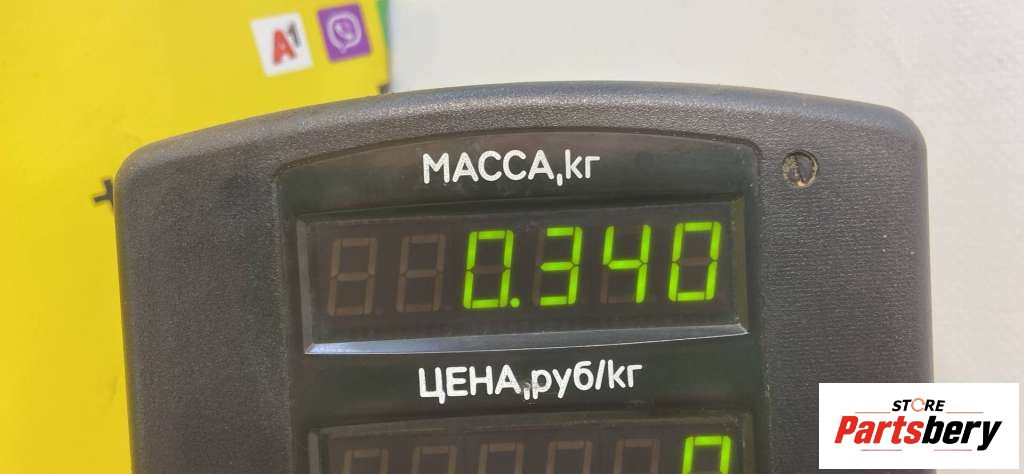 A1
МАССА,кг
0.340
ЦЕНА,руб/кг
0
STORE
Partsbery